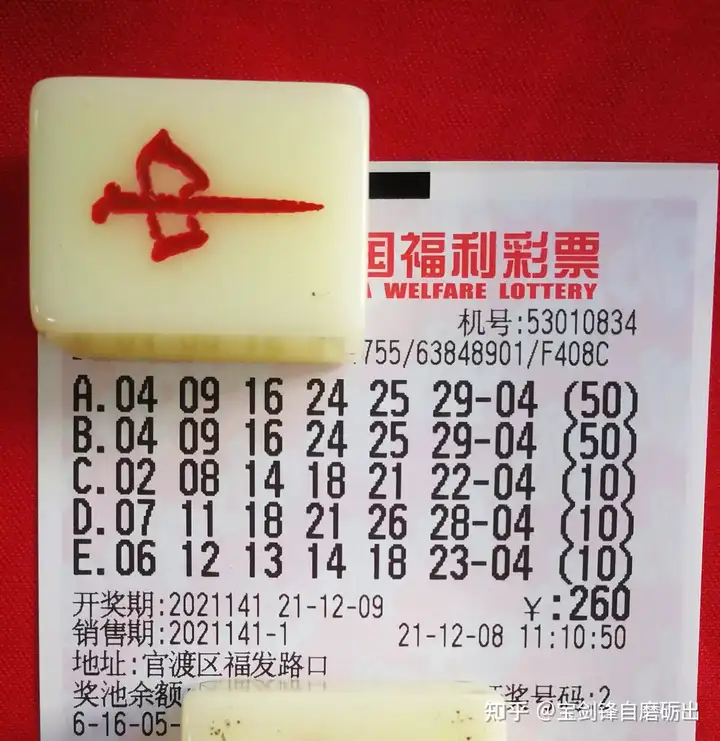 中
国福利彩票
A WELFARE LOTTERY
机号:53010834
755/63848901/F408C
A.04 09 16 24 25 29-04 (50)
B.04 09 16 24 25 29-04 (50)
C.02 08 14 18 21 22-04 (10)
D.07 11 18 21 26 28-04 (10)
E.06 12 13 14 18 23-04 (10)
开奖期:2021141 21-12-09 ￥:260
销售期:2021141-1 21-12-08 11:10:50
地址:官渡区福发路口
奖池余额 奖号码:2
6-16-05-
知乎 @宝剑锋自磨砺出